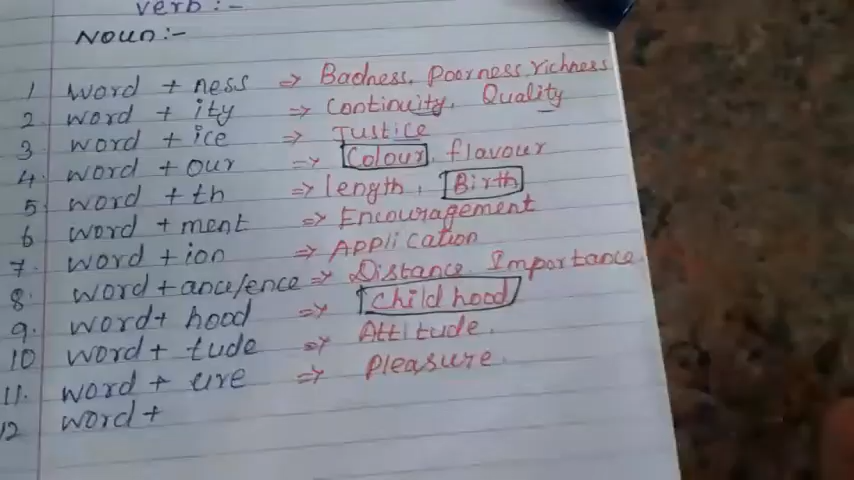 verb:-
Noun:-
1 word + ness => Badness, Poorness, richness
2. word + ity => Continuity, Quality
3. word + ice => Justice
4. word + our => Colour, flavour
5. word + th => length, Birth
6 word + ment => Encouragement
7. word + ion => Application
8. word + ance/ence => Distance, Importance
9. word + hood => Child hood
10 word + tude => Attitude.
11. word + ure => Pleasure.
12 word +